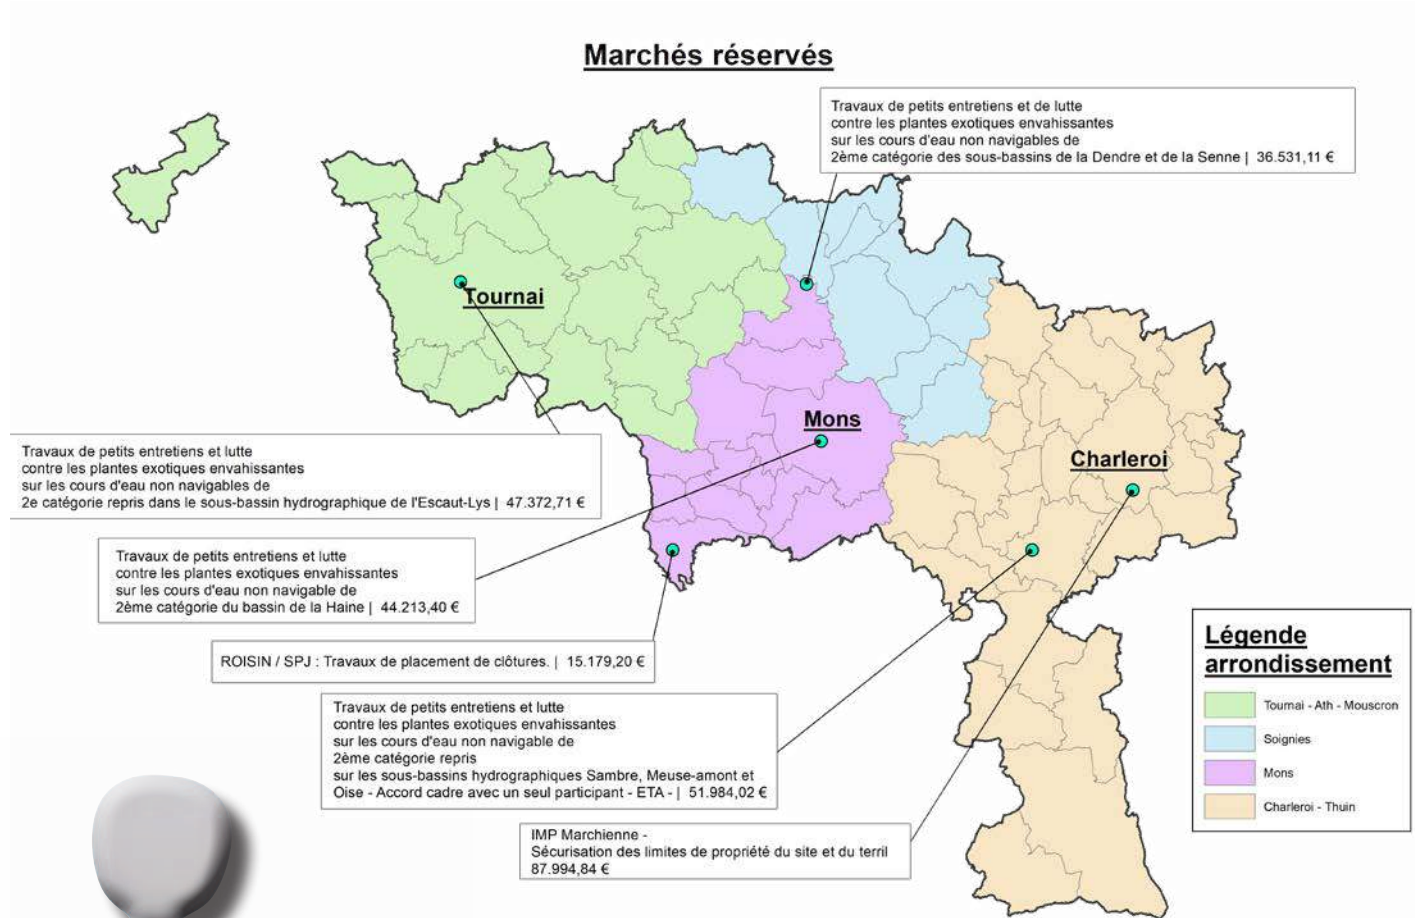 Marchés réservés
Travaux de petits entretiens et de lutte
contre les plantes exotiques envahissantes
sur les cours d'eau non navigables de
2ème catégorie des sous-bassins de la Dendre et de la Senne | 36.531,11 €
Tournai
Mons
Charleroi
Travaux de petits entretiens et lutte
contre les plantes exotiques envahissantes
sur les cours d'eau non navigables de
2e catégorie repris dans le sous-bassin hydrographique de l'Escaut-Lys | 47.372,71 €
Travaux de petits entretiens et lutte
contre les plantes exotiques envahissantes
sur les cours d'eau non navigable de
2ème catégorie du bassin de la Haine | 44.213,40 €
ROISIN / SPJ : Travaux de placement de clôtures. | 15.179,20 €
Travaux de petits entretiens et lutte
contre les plantes exotiques envahissantes
sur les cours d'eau non navigable de
2ème catégorie repris
sur les sous-bassins hydrographiques Sambre, Meuse-amont et
Oise - Accord cadre avec un seul participant - ETA - | 51.984,02 €
IMP Marchienne -
Sécurisation des limites de propriété du site et du terril
87.994,84 €
Légende
arrondissement
Tournai - Ath - Mouscron
Soignies
Mons
Charleroi - Thuin